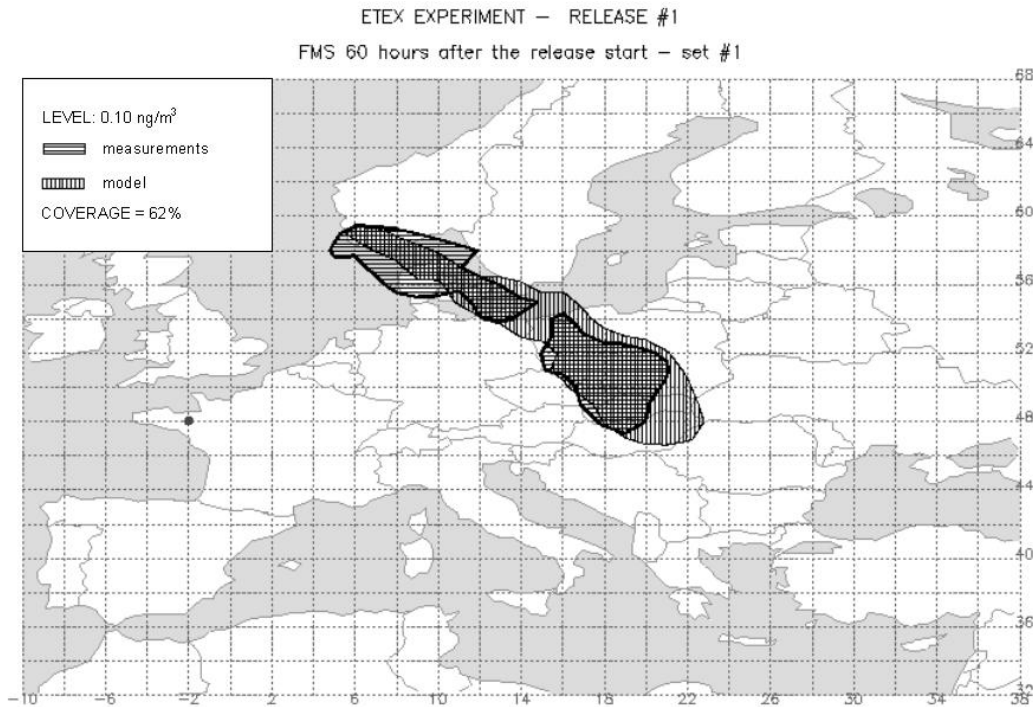 ETEX EXPERIMENT – RELEASE #1
FMS 60 hours after the release start – set #1
LEVEL: 0.10 ng/m³
measurements
model
COVERAGE = 62%
68
64
60
56
52
48
44
40
36
32
-10 -6 -2 2 6 10 14 18 22 26 30 34 38